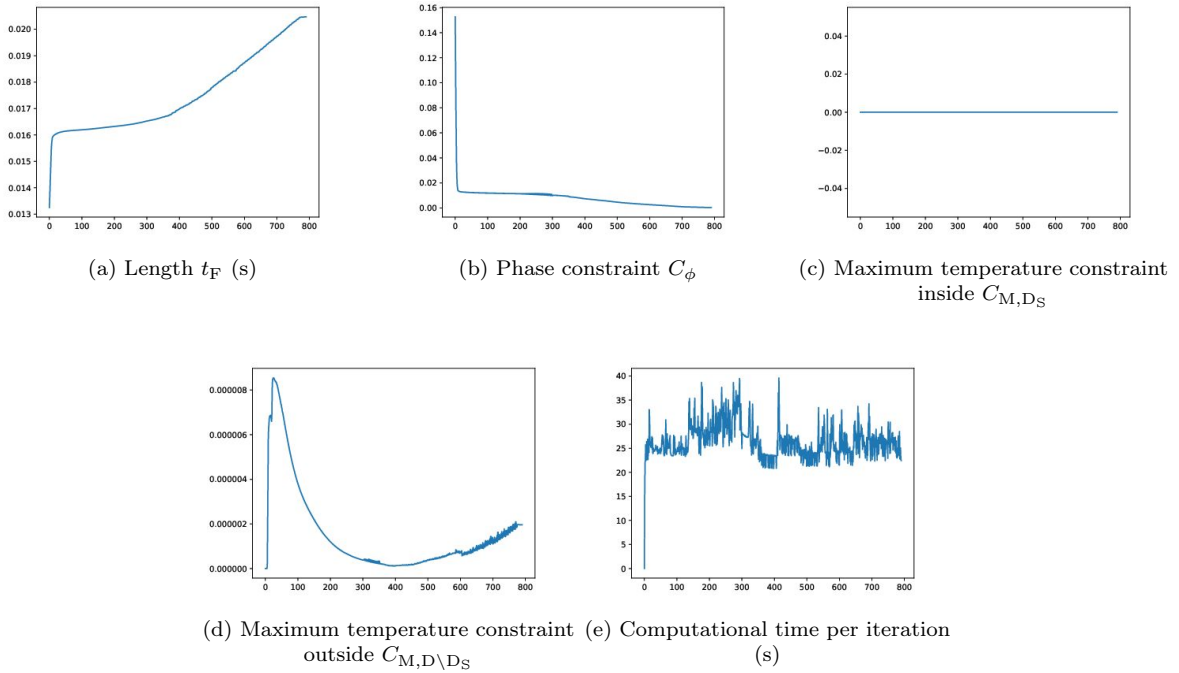 0.020
0.019
0.018
0.017
0.016
0.015
0.014
0.013
0 100 200 300 400 500 600 700 800
(a) Length t_F (s)
0.16
0.14
0.12
0.10
0.08
0.06
0.04
0.02
0.00
0 100 200 300 400 500 600 700 800
(b) Phase constraint C_ϕ
0.04
0.02
0.00
−0.02
−0.04
0 100 200 300 400 500 600 700 800
(c) Maximum temperature constraint
inside C_{M,D_S}
0.000008
0.000006
0.000004
0.000002
0.000000
0 100 200 300 400 500 600 700 800
(d) Maximum temperature constraint
outside C_{M,D\D_S}
40
35
30
25
20
15
10
5
0
0 100 200 300 400 500 600 700 800
(e) Computational time per iteration
(s)